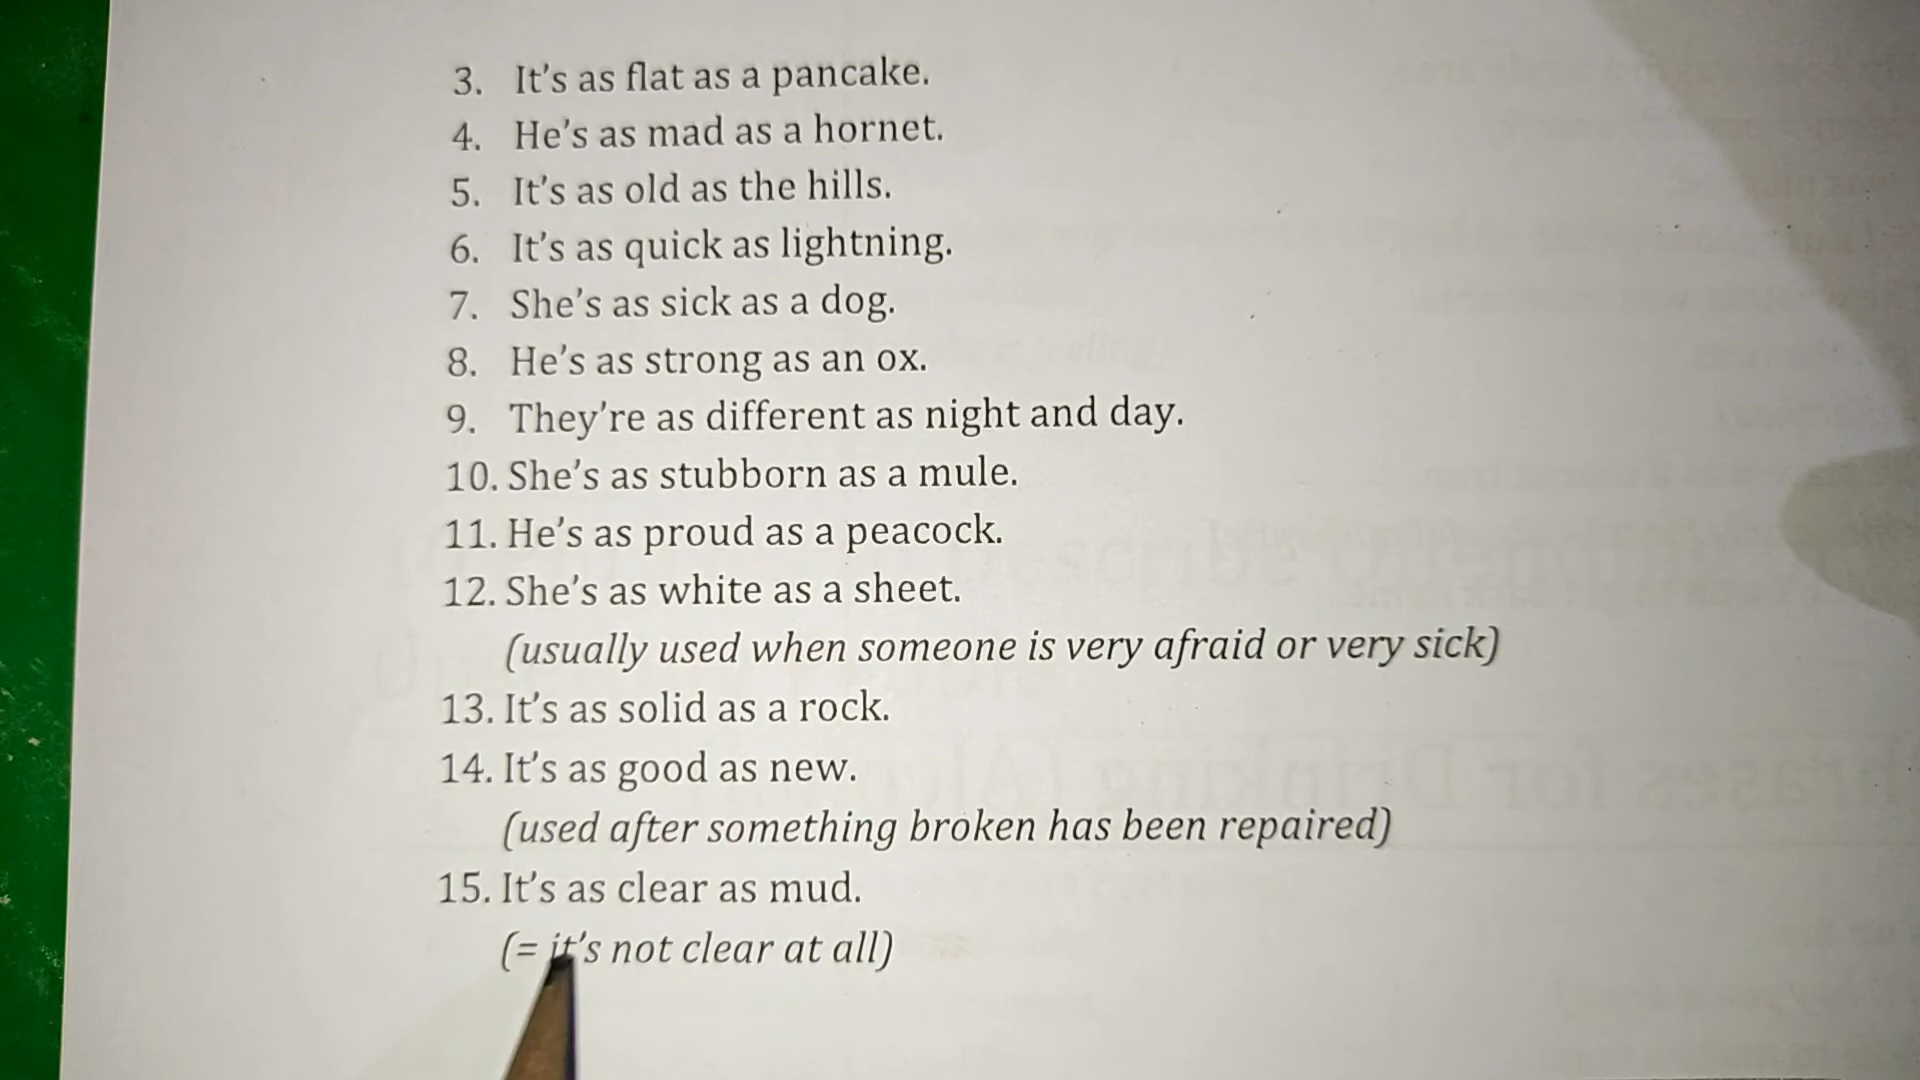 3. It's as flat as a pancake.
4. He's as mad as a hornet.
5. It's as old as the hills.
6. It's as quick as lightning.
7. She's as sick as a dog.
8. He's as strong as an ox.
9. They're as different as night and day.
10. She's as stubborn as a mule.
11. He's as proud as a peacock.
12. She's as white as a sheet.
(usually used when someone is very afraid or very sick)
13. It's as solid as a rock.
14. It's as good as new.
(used after something broken has been repaired)
15. It's as clear as mud.
(= it's not clear at all)